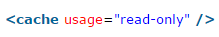 <cache usage="read-only" />